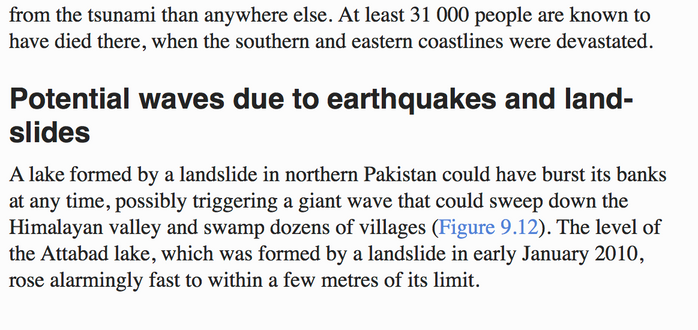 from the tsunami than anywhere else. At least 31 000 people are known to
have died there, when the southern and eastern coastlines were devastated.
Potential waves due to earthquakes and land-
slides
A lake formed by a landslide in northern Pakistan could have burst its banks
at any time, possibly triggering a giant wave that could sweep down the
Himalayan valley and swamp dozens of villages (Figure 9.12). The level of
the Attabad lake, which was formed by a landslide in early January 2010,
rose alarmingly fast to within a few metres of its limit.